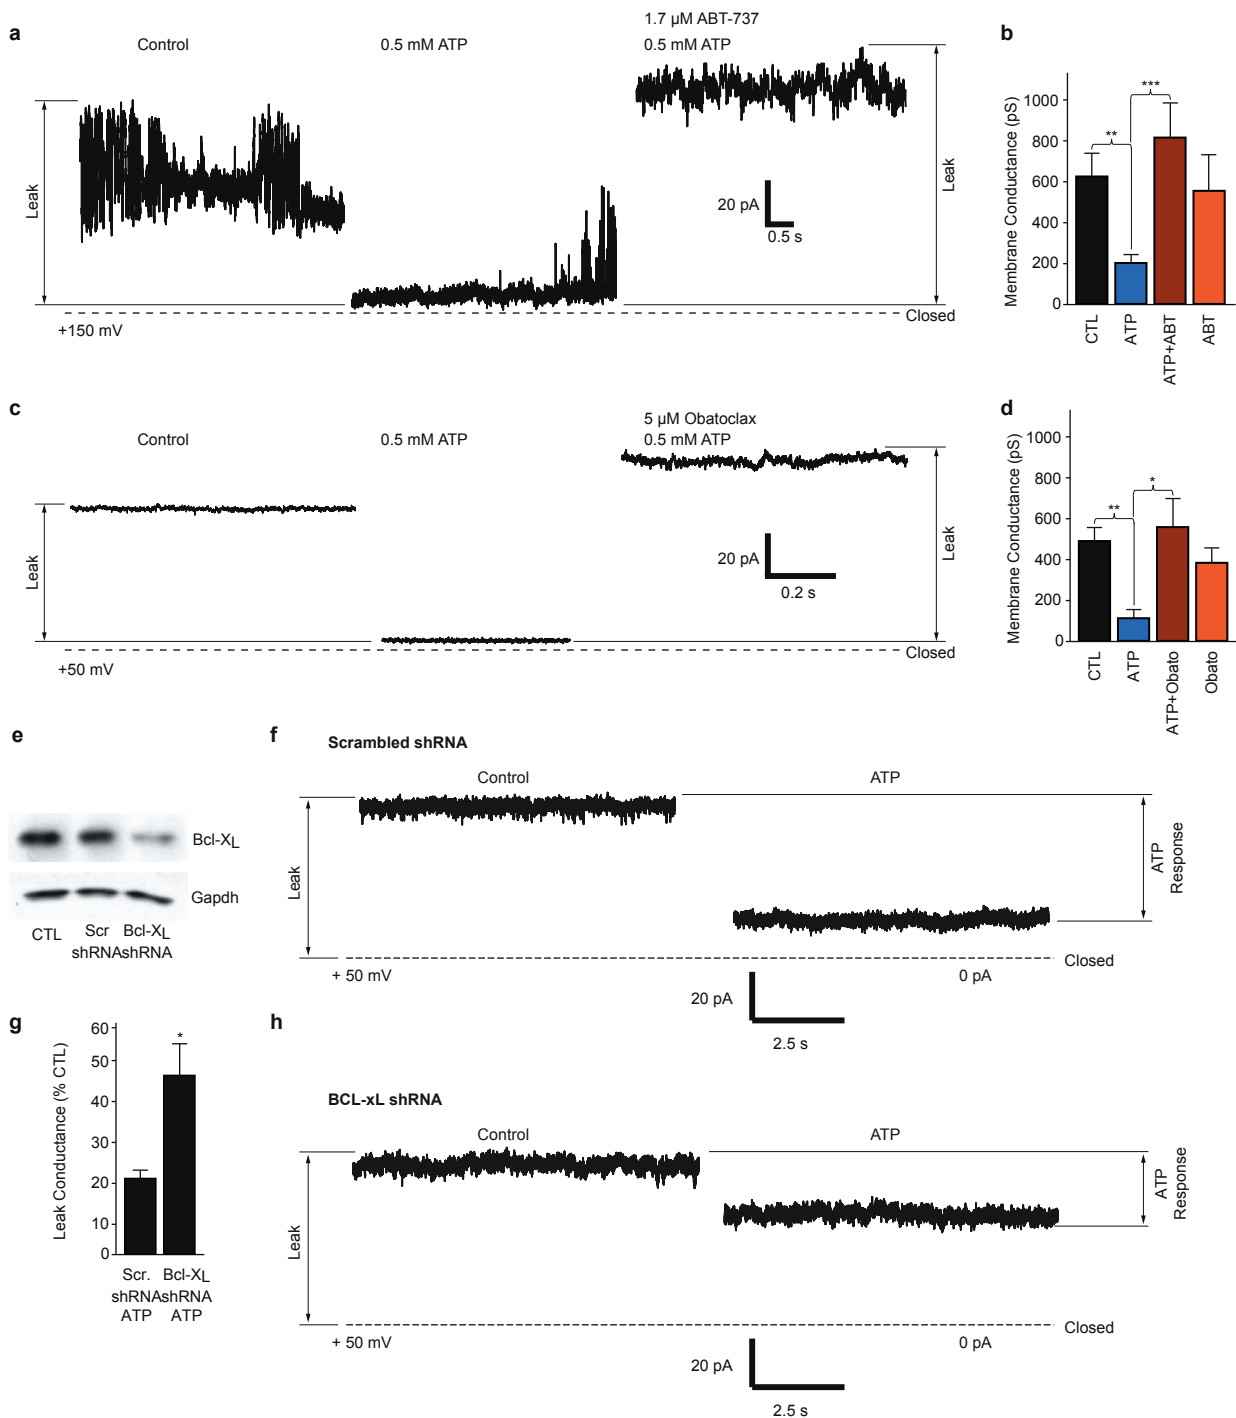 a
Control
0.5 mM ATP
1.7 µM ABT-737
0.5 mM ATP
Leak
Leak
20 pA
0.5 s
Closed
+150 mV
b
Membrane Conductance (pS)
1000
800
600
400
200
0
**
***
CTL
ATP
ATP+ABT
ABT
c
Control
0.5 mM ATP
5 µM Obatoclax
0.5 mM ATP
Leak
Leak
20 pA
0.2 s
Closed
+50 mV
d
Membrane Conductance (pS)
1000
800
600
400
200
0
**
*
CTL
ATP
ATP+Obato
Obato
e
Bcl-XL
Gapdh
CTL
Scr
shRNA
Bcl-XL
shRNA
f
Scrambled shRNA
Control
ATP
Leak
ATP
Response
Closed
+ 50 mV
0 pA
20 pA
2.5 s
g
Leak Conductance (% CTL)
60
50
40
30
20
10
0
*
Scr.
shRNA
ATP
Bcl-XL
shRNA
ATP
h
BCL-xL shRNA
Control
ATP
Leak
ATP
Response
Closed
+ 50 mV
0 pA
20 pA
2.5 s